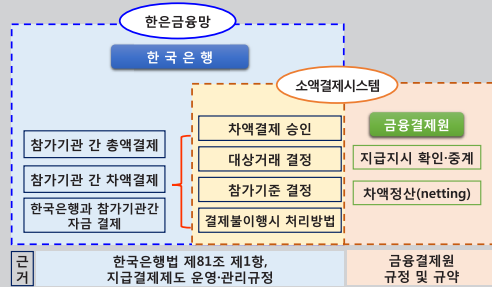 한은금융망
한 국 은 행
소액결제시스템
참가기관 간 총액결제
참가기관 간 차액결제
한국은행과 참가기관간
자금 결제
차액결제 승인
대상거래 결정
참가기준 결정
결제불이행시 처리방법
금융결제원
지급지시 확인·중계
차액정산(netting)
근
거
한국은행법 제81조 제1항,
지급결제제도 운영·관리규정
금융결제원
규정 및 규약